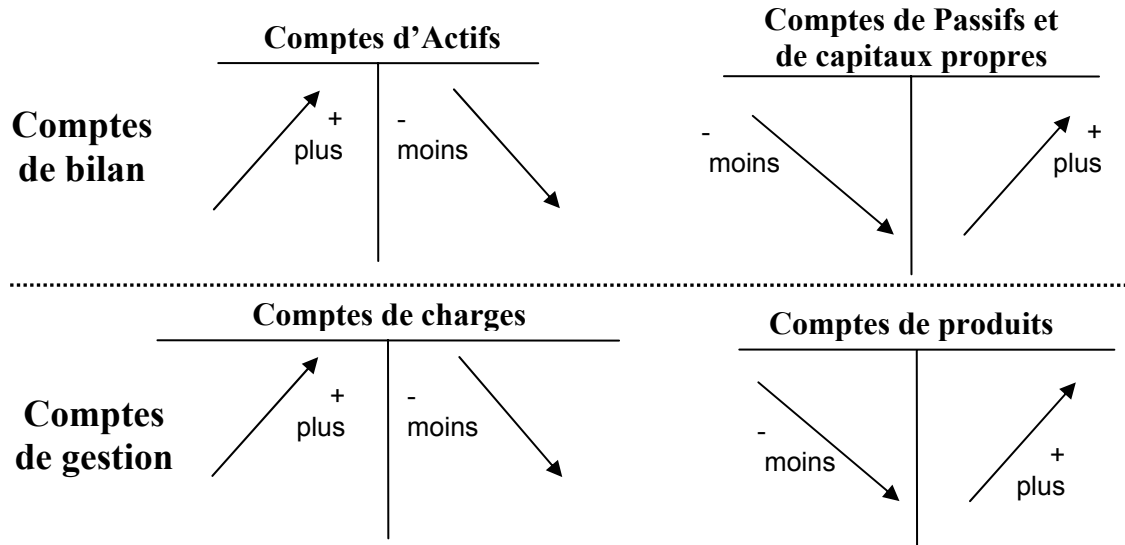 Comptes d’Actifs
Comptes de Passifs et
de capitaux propres
Comptes
de bilan
+
plus
-
moins
-
moins
+
plus
Comptes de charges
Comptes de produits
Comptes
de gestion
+
plus
-
moins
-
moins
+
plus